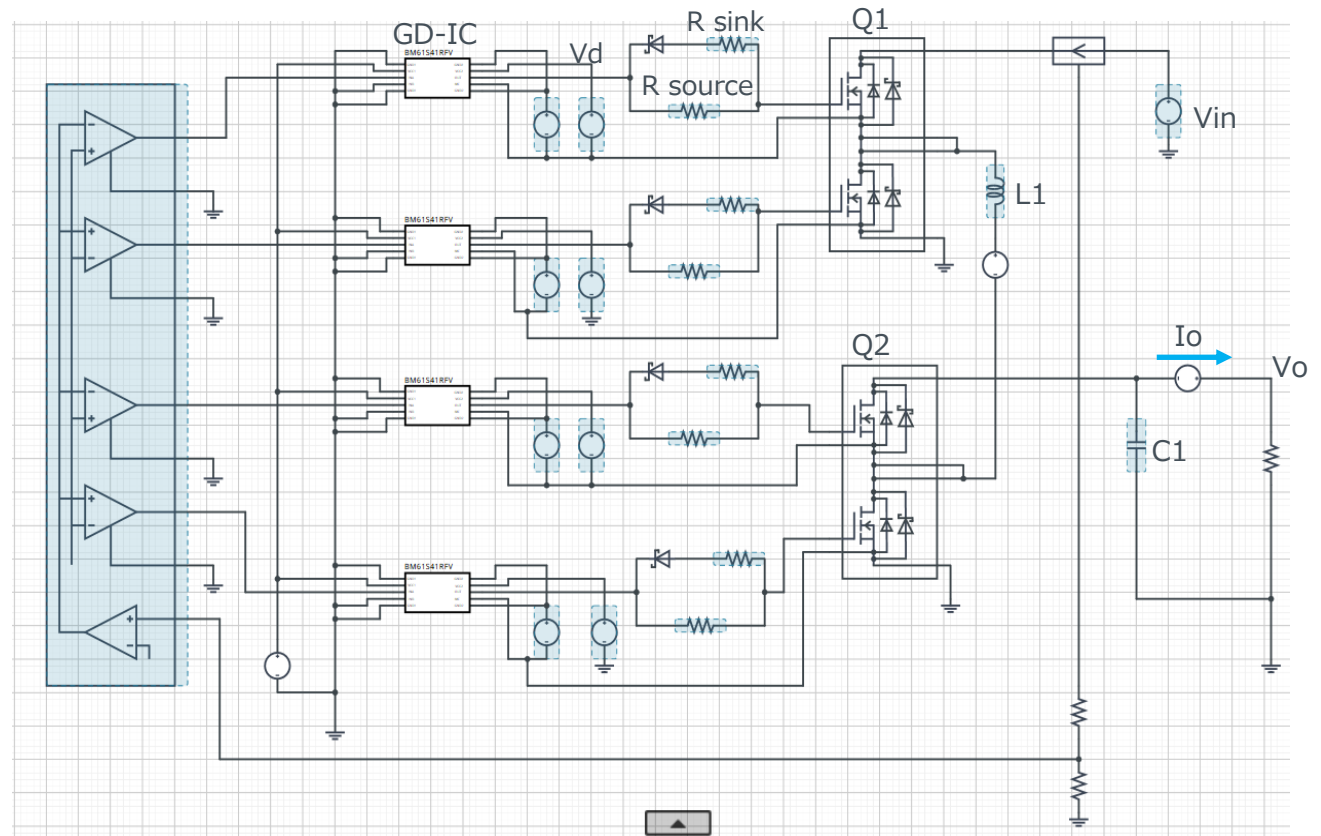 Q1
R sink
GD-IC
BM61S41RFV
Vd
R source
Vin
L1
BM61S41RFV
Io
Q2
Vo
BM61S41RFV
C1
BM61S41RFV